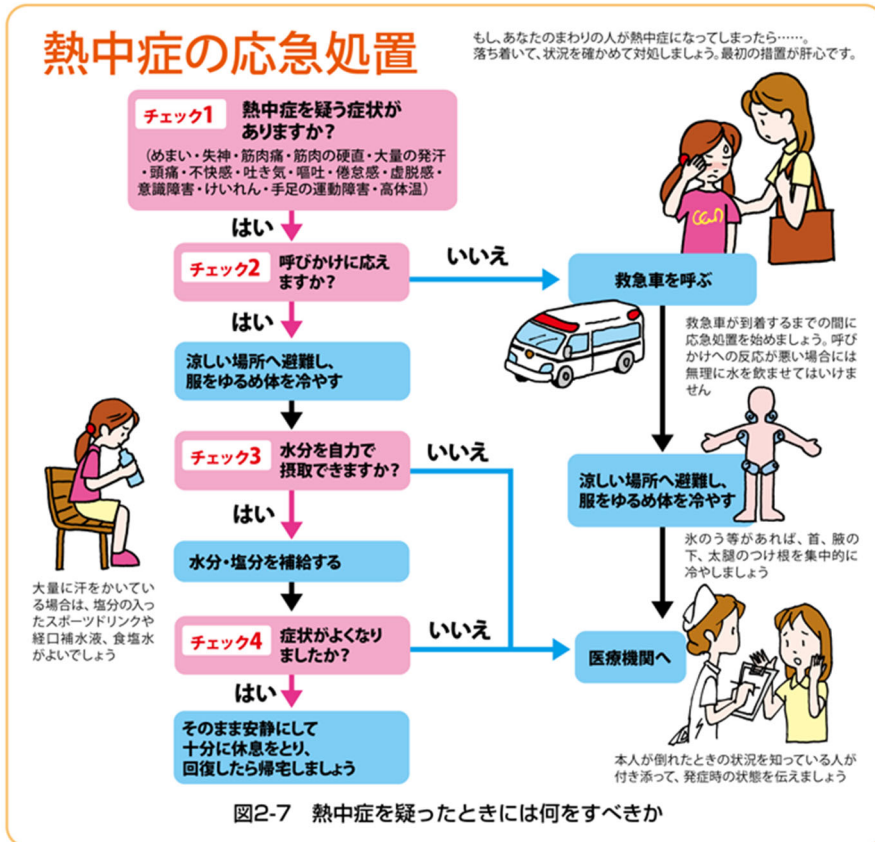 熱中症の応急処置
もし、あなたのまわりの人が熱中症になってしまったら……。
落ち着いて、状況を確かめて対処しましょう。最初の措置が肝心です。
チェック1
熱中症を疑う症状が
ありますか?
(めまい・失神・筋肉痛・筋肉の硬直・大量の発汗
・頭痛・不快感・吐き気・嘔吐・倦怠感・虚脱感・
意識障害・けいれん・手足の運動障害・高体温)
はい
チェック2
呼びかけに応え
ますか?
いいえ
救急車を呼ぶ
はい
救急車が到着するまでの間に
応急処置を始めましょう。呼び
かけへの反応が悪い場合には
無理に水を飲ませてはいけま
せん
涼しい場所へ避難し、
服をゆるめ体を冷やす
チェック3
水分を自力で
摂取できますか?
いいえ
涼しい場所へ避難し、
服をゆるめ体を冷やす
はい
氷のう等があれば、首、腋の
下、太腿のつけ根を集中的に
冷やしましょう
水分・塩分を補給する
大量に汗をかいてい
る場合は、塩分の入っ
たスポーツドリンクや
経口補水液、食塩水
がよいでしょう
チェック4
症状がよくなり
ましたか?
いいえ
医療機関へ
はい
そのまま安静にして
十分に休息をとり、
回復したら帰宅しましょう
本人が倒れたときの状況を知っている人が
付き添って、発症時の状態を伝えましょう
図2-7 熱中症を疑ったときには何をすべきか